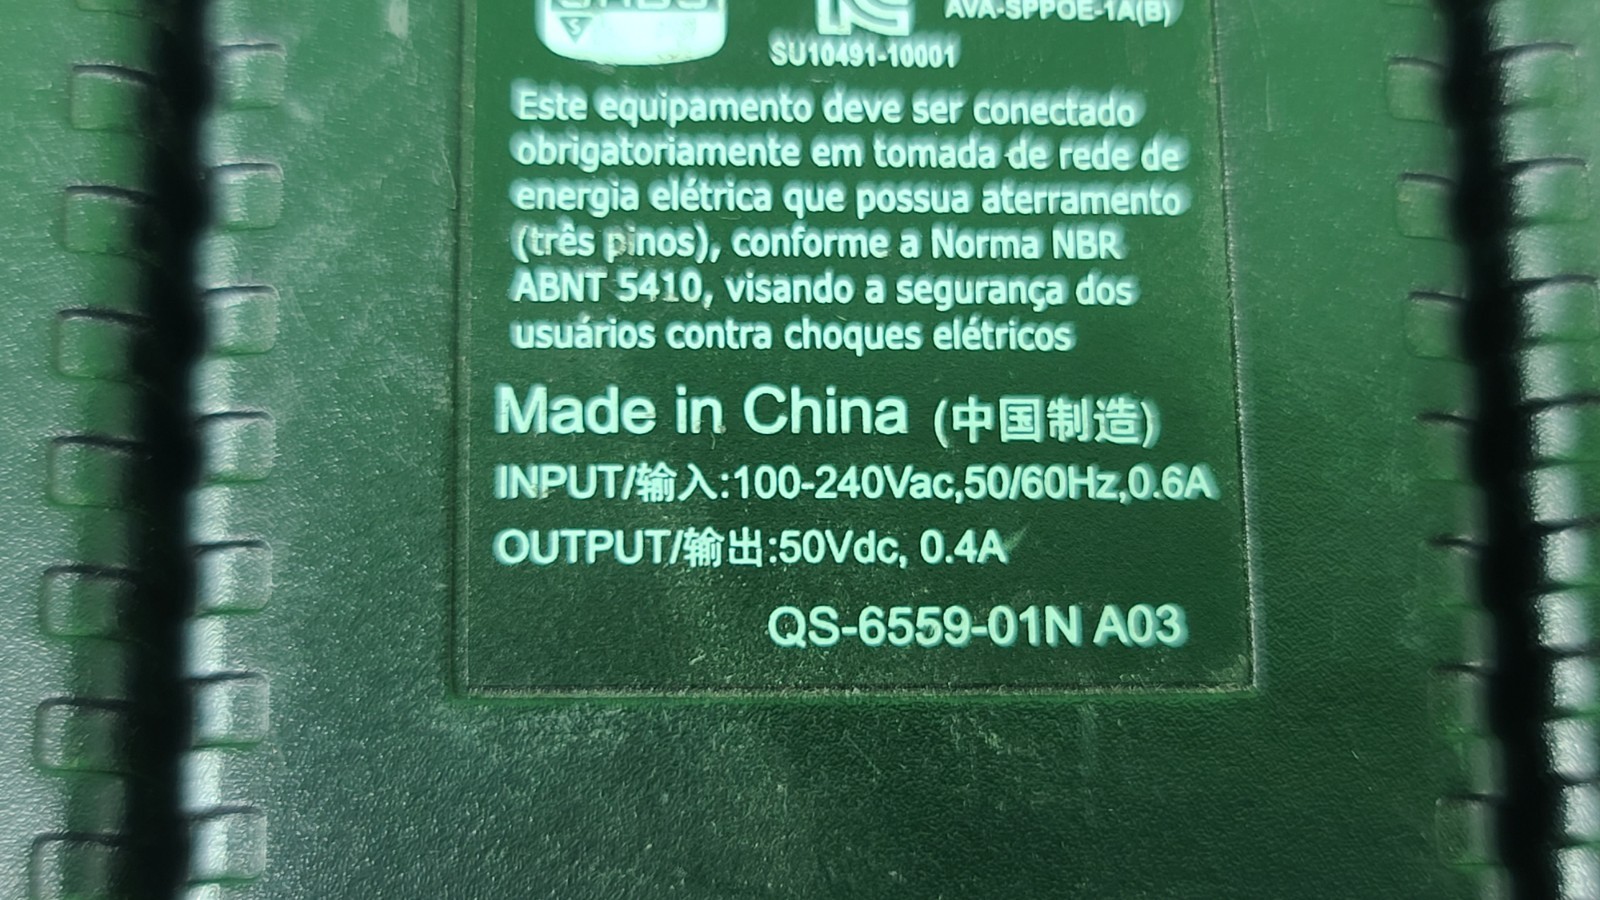 AVA-SPPOE-1A(B)
SU10491-10001
Este equipamento deve ser conectado
obrigatoriamente em tomada de rede de
energia elétrica que possua aterramento
(três pinos), conforme a Norma NBR
ABNT 5410, visando a segurança dos
usuários contra choques elétricos
Made in China (中国制造)
INPUT/输入:100-240Vac,50/60Hz,0.6A
OUTPUT/输出:50Vdc, 0.4A
QS-6559-01N A03